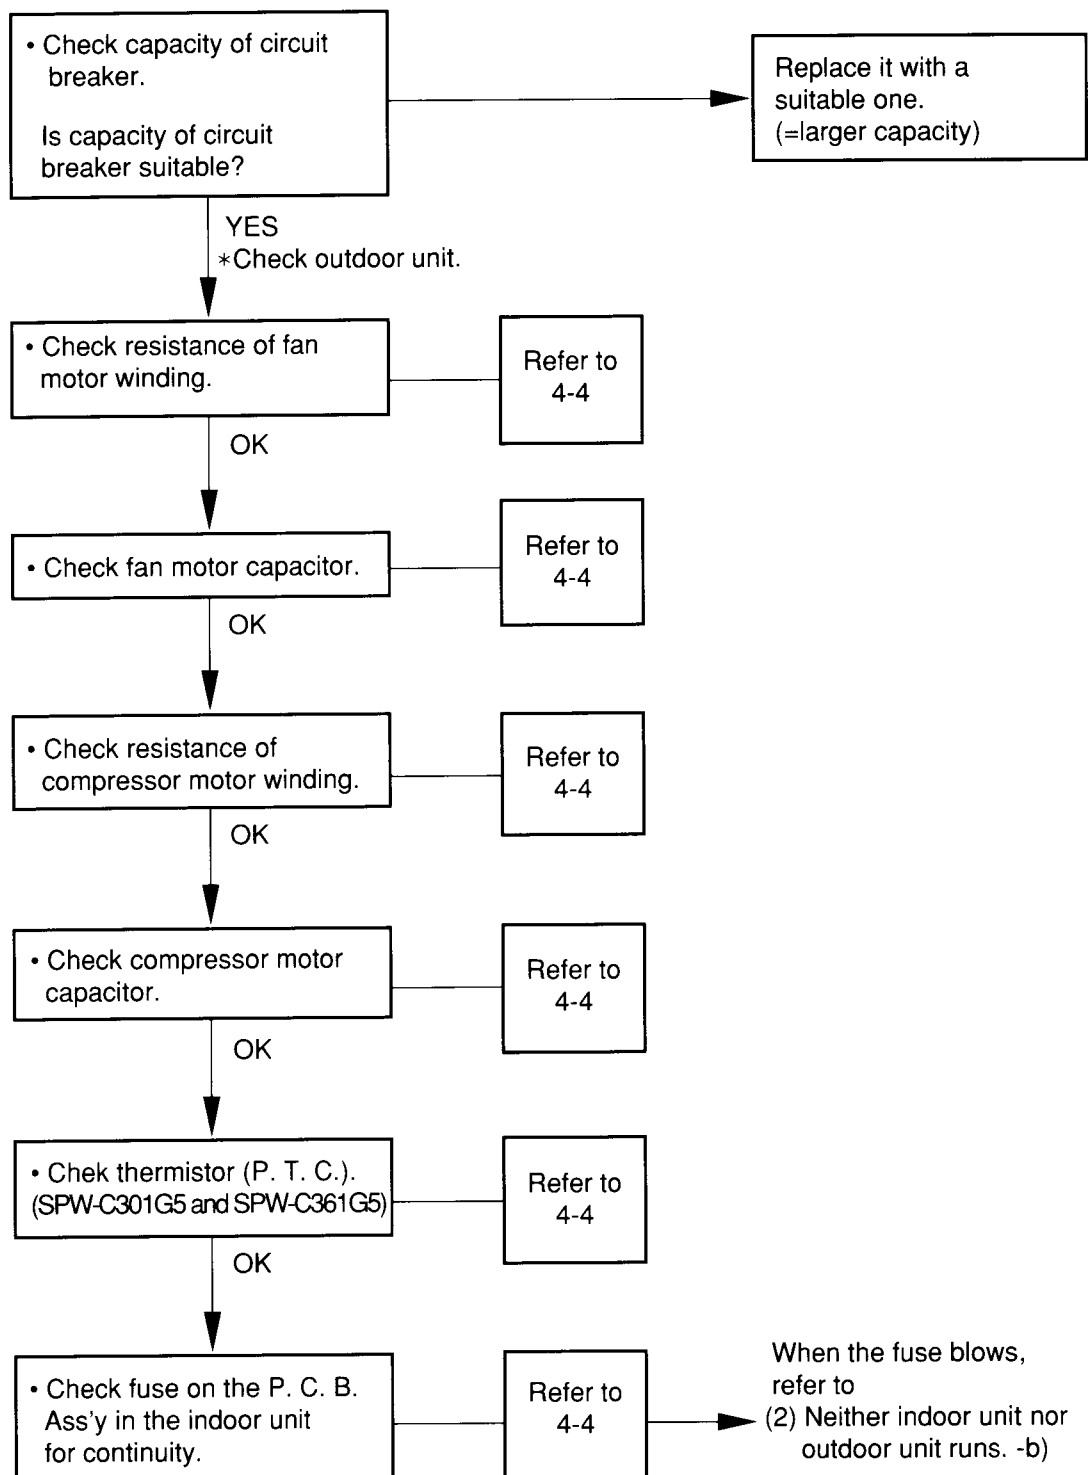 • Check capacity of circuit
breaker.
Is capacity of circuit
breaker suitable?
Replace it with a
suitable one.
(=larger capacity)
YES
*Check outdoor unit.
• Check resistance of fan
motor winding.
Refer to
4-4
OK
• Check fan motor capacitor.
Refer to
4-4
OK
• Check resistance of
compressor motor winding.
Refer to
4-4
OK
• Check compressor motor
capacitor.
Refer to
4-4
OK
• Chek thermistor (P. T. C.).
(SPW-C301G5 and SPW-C361G5)
Refer to
4-4
OK
• Check fuse on the P. C. B.
Ass'y in the indoor unit
for continuity.
Refer to
4-4
When the fuse blows,
refer to
(2) Neither indoor unit nor
outdoor unit runs. -b)